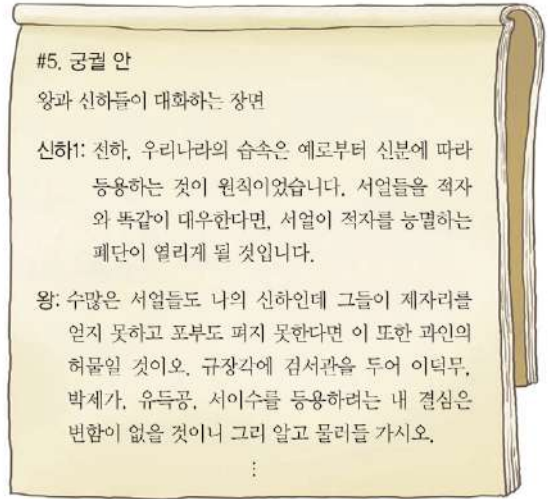 #5. 궁궐 안
왕과 신하들이 대화하는 장면
신하1: 전하, 우리나라의 습속은 예로부터 신분에 따라
등용하는 것이 원칙이었습니다. 서얼들을 적자
와 똑같이 대우한다면, 서얼이 적자를 능멸하는
폐단이 열리게 될 것입니다.
왕: 수많은 서얼들도 나의 신하인데 그들이 제자리를
얻지 못하고 포부도 펴지 못한다면 이 또한 과인의
허물일 것이오. 규장각에 검서관을 두어 이덕무,
박제가, 유득공, 서이수를 등용하려는 내 결심은
변함이 없을 것이니 그리 알고 물러들 가시오.
⋮